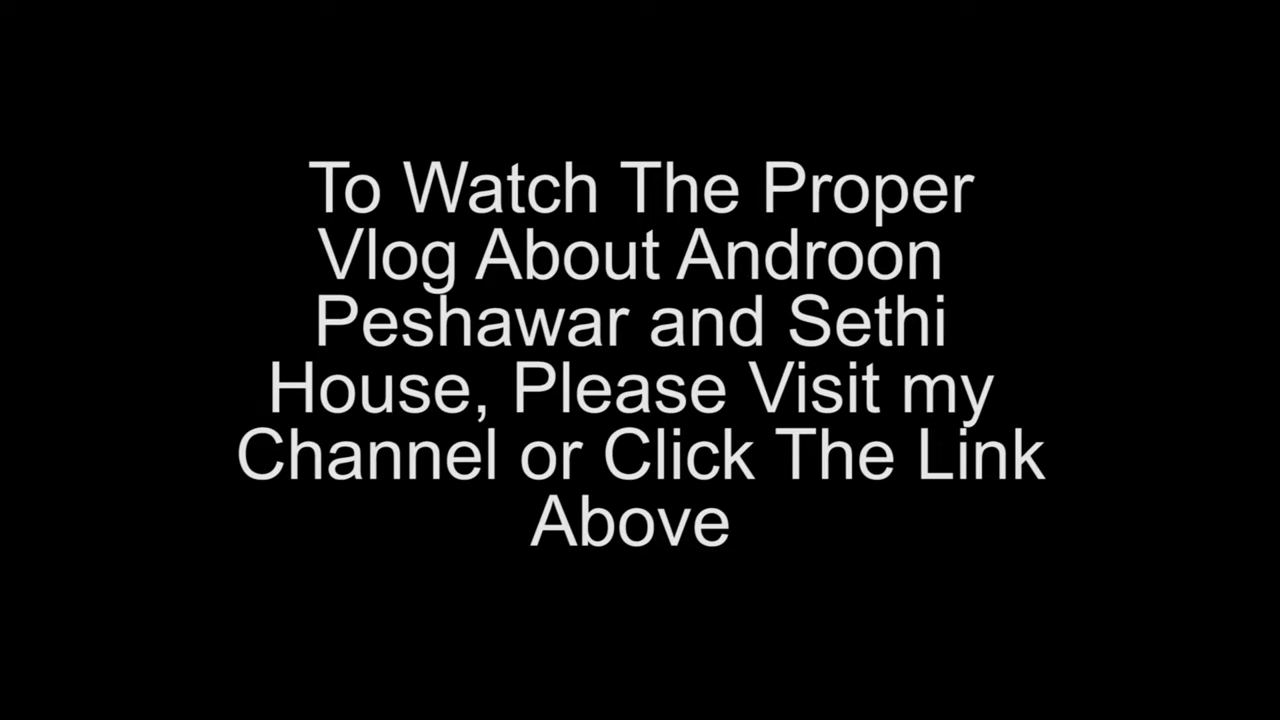 To Watch The Proper
Vlog About Androon
Peshawar and Sethi
House, Please Visit my
Channel or Click The Link
Above